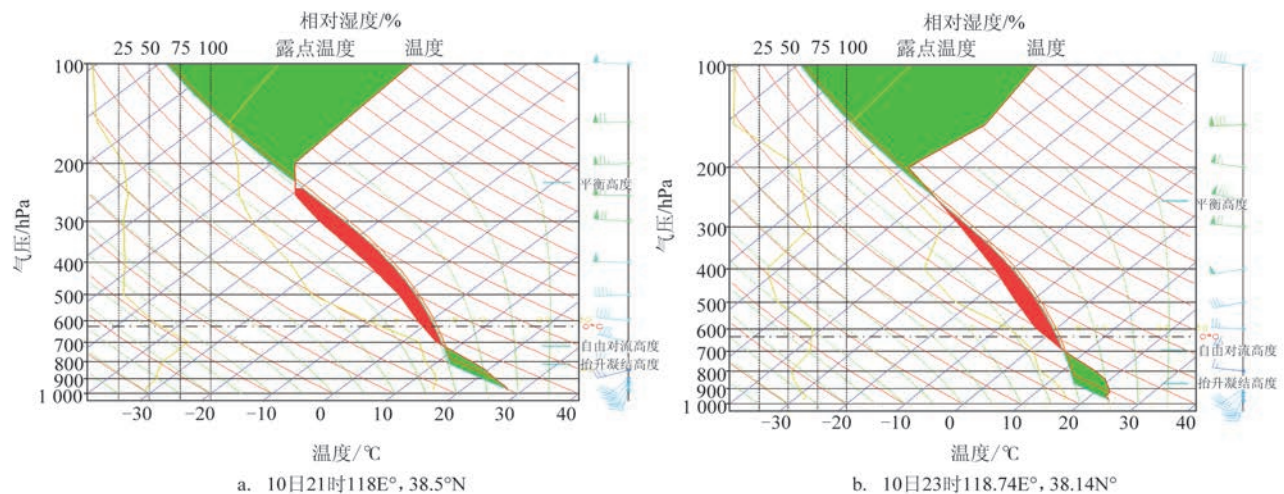 相对湿度/%
25 50 75 100 露点温度 温度
100
200
平衡高度
300
400
500
600
0°C
700
自由对流高度
800
抬升凝结高度
900
1 000
气压/hPa
-30 -20 -10 0 10 20 30 40
温度/℃
a. 10日21时118E°, 38.5°N
相对湿度/%
25 50 75 100 露点温度 温度
100
200
平衡高度
300
400
500
600
0°C
700
自由对流高度
800
抬升凝结高度
900
1 000
气压/hPa
-30 -20 -10 0 10 20 30 40
温度/℃
b. 10日23时118.74E°, 38.14N°